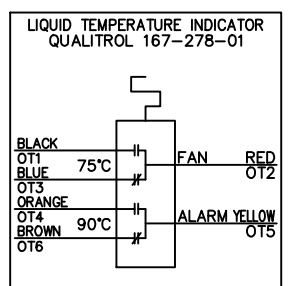 LIQUID TEMPERATURE INDICATOR
QUALITROL 167-278-01
BLACK
OT1
75°C
FAN
RED
OT2
BLUE
OT3
ORANGE
OT4
90°C
ALARM
YELLOW
OT5
BROWN
OT6